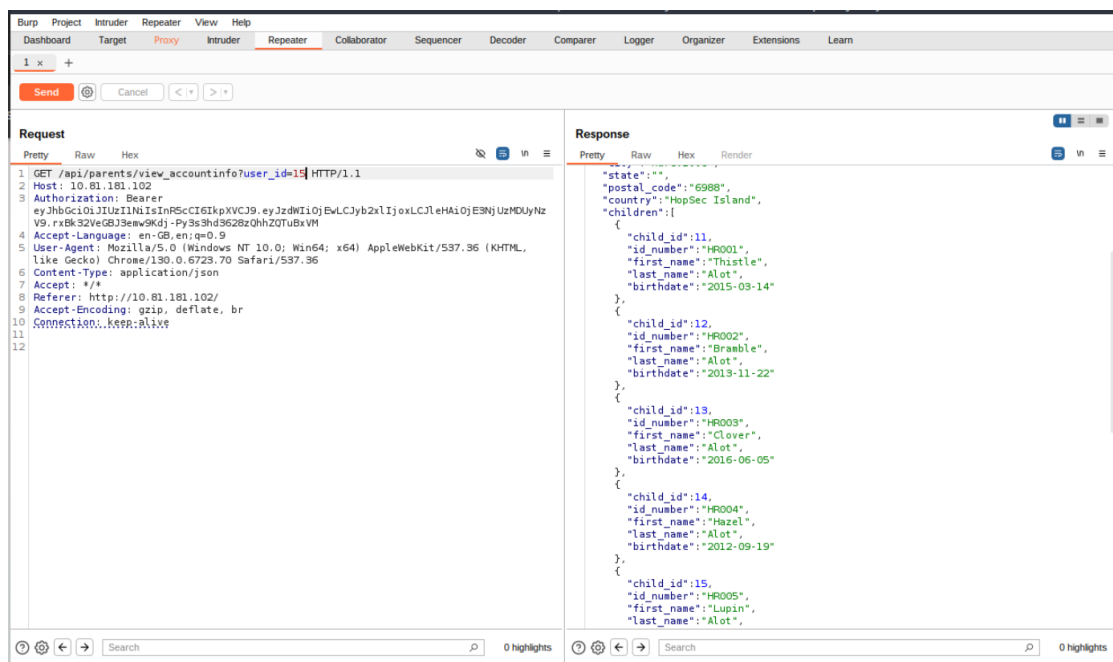 Burp Project Intruder Repeater View Help
Dashboard Target Proxy Intruder Repeater Collaborator Sequencer Decoder Comparer Logger Organizer Extensions Learn
1 × +
Send Cancel < >
Request
Pretty Raw Hex \n
1 GET /api/parents/view_accountinfo?user_id=15 HTTP/1.1
2 Host: 10.81.181.102
3 Authorization: Bearer
4 Accept-Language: en-GB,en;q=0.9
5 User-Agent: Mozilla/5.0 (Windows NT 10.0; Win64; x64) AppleWebKit/537.36 (KHTML,
like Gecko) Chrome/130.0.6723.70 Safari/537.36
6 Content-Type: application/json
7 Accept: */*
8 Referer: http://10.81.181.102/
9 Accept-Encoding: gzip, deflate, br
10 Connection: keep-alive
11
12
Search 0 highlights
Response
Pretty Raw Hex Render \n
"state":"",
"postal_code":"6988",
"country":"HopSec Island",
"children":[
{
"child_id":11,
"id_number":"HR001",
"first_name":"Thistle",
"last_name":"Alot",
"birthdate":"2015-03-14"
},
{
"child_id":12,
"id_number":"HR002",
"first_name":"Bramble",
"last_name":"Alot",
"birthdate":"2013-11-22"
},
{
"child_id":13,
"id_number":"HR003",
"first_name":"Clover",
"last_name":"Alot",
"birthdate":"2016-06-05"
},
{
"child_id":14,
"id_number":"HR004",
"first_name":"Hazel",
"last_name":"Alot",
"birthdate":"2012-09-19"
},
{
"child_id":15,
"id_number":"HR005",
"first_name":"Lupin",
"last_name":"Alot",
Search 0 highlights